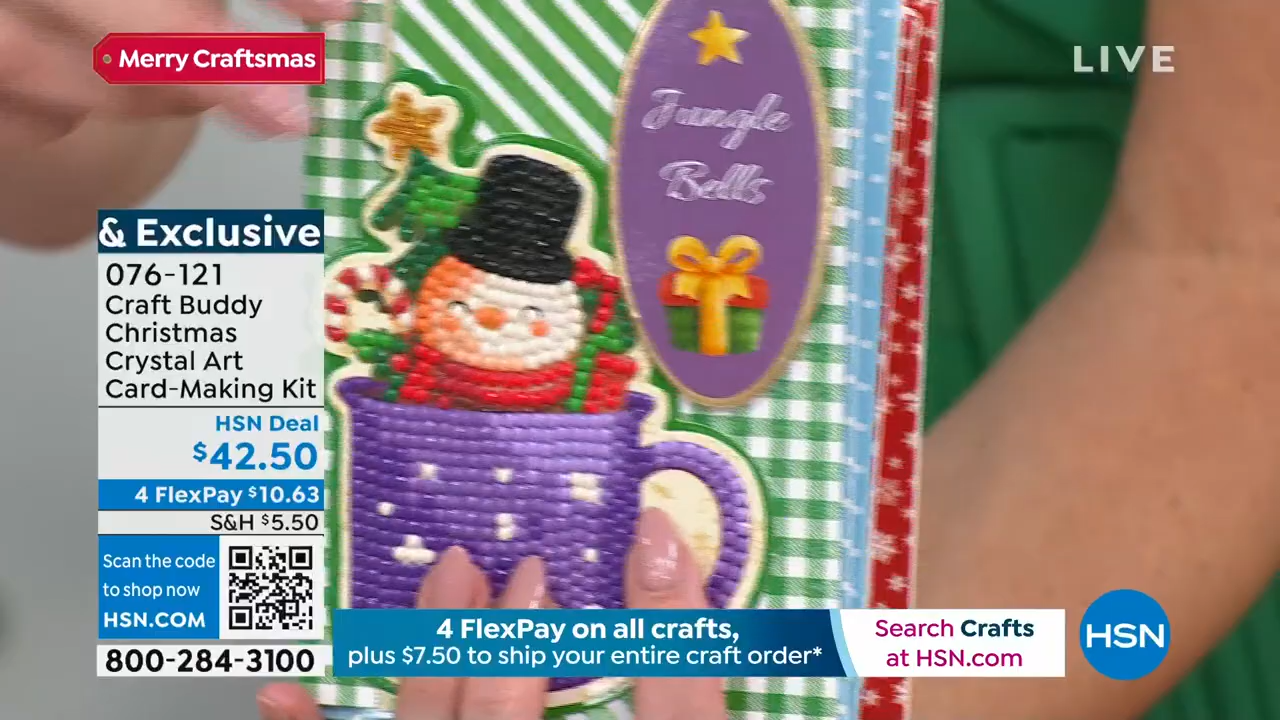 Merry Craftsmas
LIVE
Jungle
Bells
& Exclusive
076-121
Craft Buddy
Christmas
Crystal Art
Card-Making Kit
HSN Deal
$42.50
4 FlexPay $10.63
S&H $5.50
Scan the code
to shop now
HSN.COM
800-284-3100
4 FlexPay on all crafts,
plus $7.50 to ship your entire craft order*
Search Crafts
at HSN.com
HSN